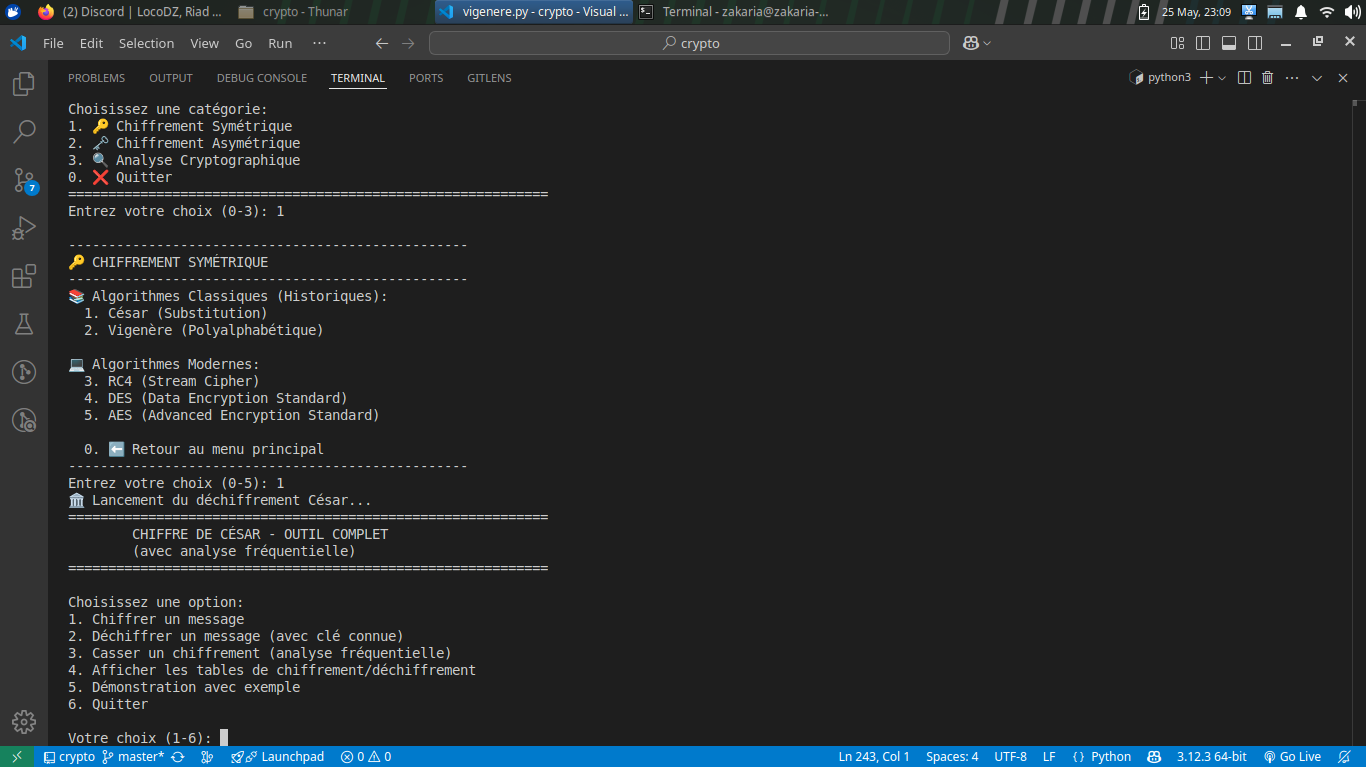 (2) Discord | LocoDZ, Riad ...
crypto - Thunar
vigenere.py - crypto - Visual ...
Terminal - zakaria@zakaria-...
25 May, 23:09
File Edit Selection View Go Run ···
crypto
PROBLEMS OUTPUT DEBUG CONSOLE TERMINAL PORTS GITLENS
python3
Choisissez une catégorie:
1. 🔑 Chiffrement Symétrique
2. 🗝️ Chiffrement Asymétrique
3. 🔍 Analyse Cryptographique
0. ❌ Quitter
============================================================
Entrez votre choix (0-3): 1
--------------------------------------------------
🔑 CHIFFREMENT SYMÉTRIQUE
--------------------------------------------------
📚 Algorithmes Classiques (Historiques):
1. César (Substitution)
2. Vigenère (Polyalphabétique)
💻 Algorithmes Modernes:
3. RC4 (Stream Cipher)
4. DES (Data Encryption Standard)
5. AES (Advanced Encryption Standard)
0. ⬅️ Retour au menu principal
--------------------------------------------------
Entrez votre choix (0-5): 1
🏛️ Lancement du déchiffrement César...
============================================================
CHIFFRE DE CÉSAR - OUTIL COMPLET
(avec analyse fréquentielle)
============================================================
Choisissez une option:
1. Chiffrer un message
2. Déchiffrer un message (avec clé connue)
3. Casser un chiffrement (analyse fréquentielle)
4. Afficher les tables de chiffrement/déchiffrement
5. Démonstration avec exemple
6. Quitter
Votre choix (1-6):
7
crypto master* Launchpad 0 0 Ln 243, Col 1 Spaces: 4 UTF-8 LF { } Python 3.12.3 64-bit Go Live